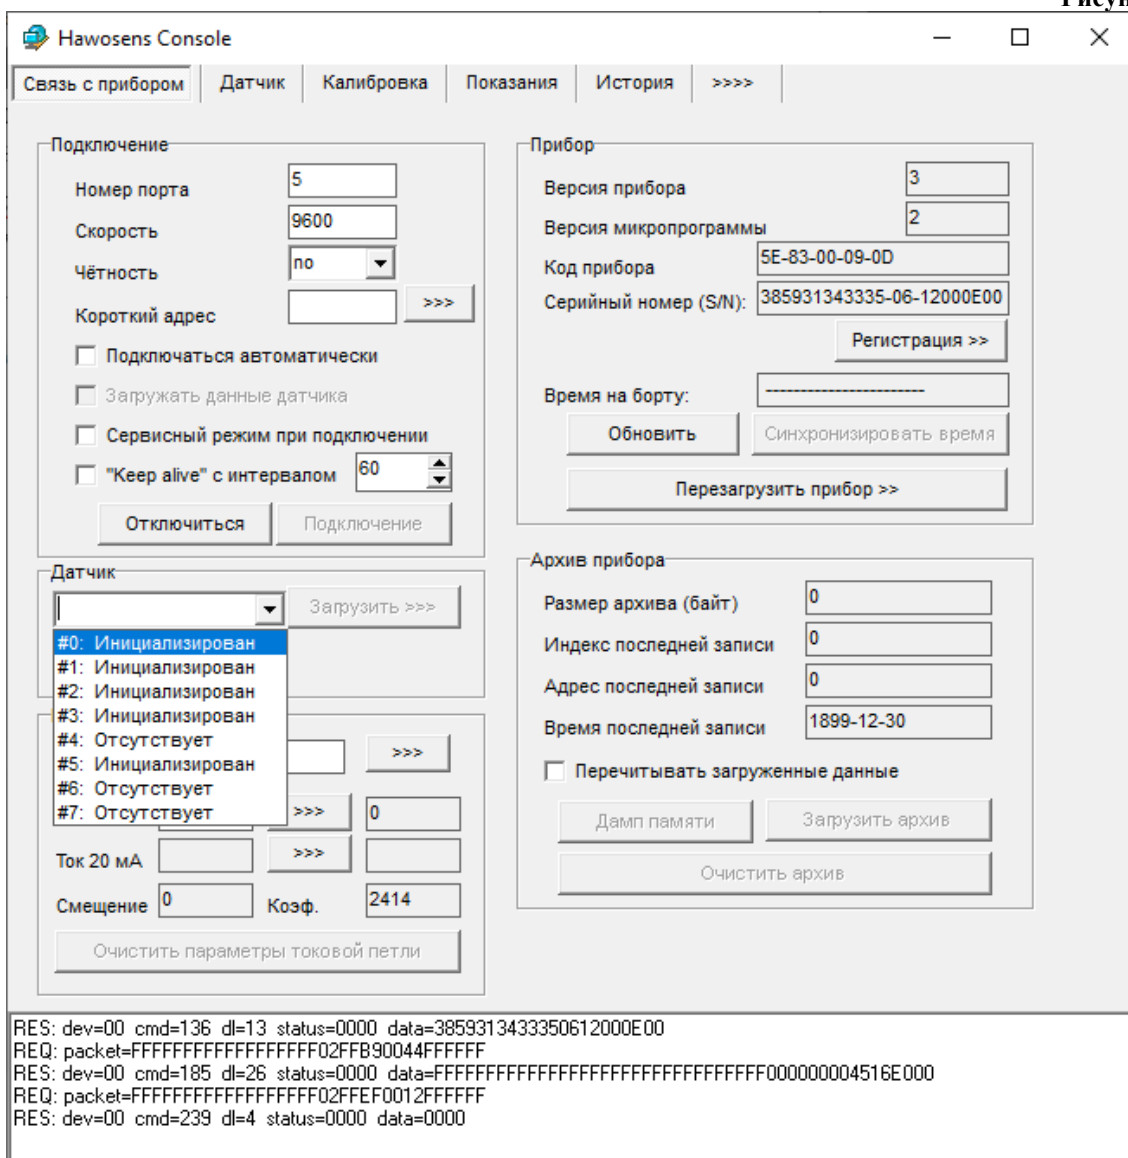 Рисун
Hawosens Console
Связь с прибором Датчик Калибровка Показания История >>>>
Подключение
Номер порта 5
Скорость 9600
Чётность no
Короткий адрес >>>
Подключаться автоматически
Загружать данные датчика
Сервисный режим при подключении
"Keep alive" с интервалом 60
Отключиться Подключение
Датчик
Загрузить >>>
#0: Инициализирован
#1: Инициализирован
#2: Инициализирован
#3: Инициализирован
#4: Отсутствует
#5: Инициализирован
#6: Отсутствует
#7: Отсутствует
>>>
>>> 0
Ток 20 мА >>>
Смещение 0 Коэф. 2414
Очистить параметры токовой петли
Прибор
Версия прибора 3
Версия микропрограммы 2
Код прибора 5E-83-00-09-0D
Серийный номер (S/N): 385931343335-06-12000E00
Регистрация >>
Время на борту: -----------------------
Обновить Синхронизировать время
Перезагрузить прибор >>
Архив прибора
Размер архива (байт) 0
Индекс последней записи 0
Адрес последней записи 0
Время последней записи 1899-12-30
Перечитывать загруженные данные
Дамп памяти Загрузить архив
Очистить архив
RES: dev=00 cmd=136 dl=13 status=0000 data=3859313433350612000E00
REQ: packet=FFFFFFFFFFFFFFFFFF02FFB90044FFFFFF
RES: dev=00 cmd=185 dl=26 status=0000 data=FFFFFFFFFFFFFFFFFFFFFFFFFFFFFFFF000000004516E000
REQ: packet=FFFFFFFFFFFFFFFFFF02FFEF0012FFFFFF
RES: dev=00 cmd=239 dl=4 status=0000 data=0000